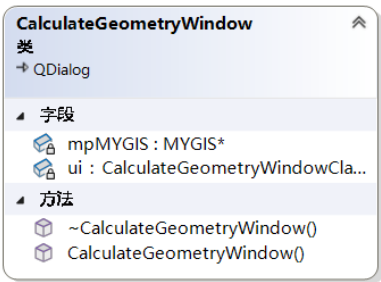 CalculateGeometryWindow
类
QDialog
字段
mpMYGIS : MYGIS*
ui : CalculateGeometryWindowCla...
方法
~CalculateGeometryWindow()
CalculateGeometryWindow()